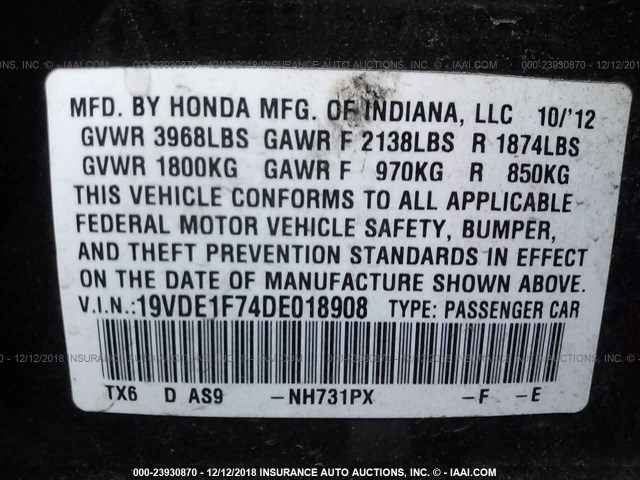 MFD. BY HONDA MFG. OF INDIANA, LLC 10/'12
GVWR 3968LBS GAWR F 2138LBS R 1874LBS
GVWR 1800KG GAWR F 970KG R 850KG
THIS VEHICLE CONFORMS TO ALL APPLICABLE
FEDERAL MOTOR VEHICLE SAFETY, BUMPER,
AND THEFT PREVENTION STANDARDS IN EFFECT
ON THE DATE OF MANUFACTURE SHOWN ABOVE.
V.I.N.:19VDE1F74DE018908 TYPE: PASSENGER CAR
TX6 D AS9 -NH731PX -F -E
000-23930870 - 12/12/2018 INSURANCE AUTO AUCTIONS INC. - © - IAAI.COM